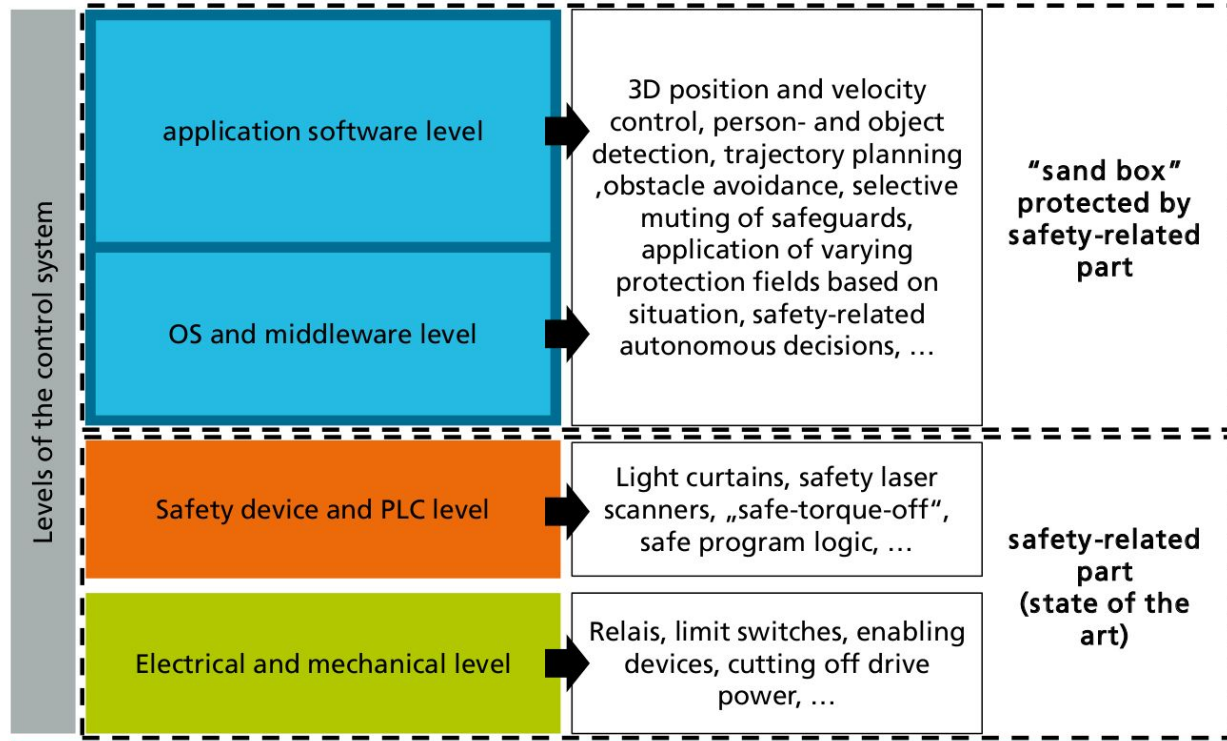 Levels of the control system
application software level
3D position and velocity
control, person- and object
detection, trajectory planning
,obstacle avoidance, selective
muting of safeguards,
application of varying
protection fields based on
situation, safety-related
autonomous decisions, …
OS and middleware level
“sand box”
protected by
safety-related
part
Safety device and PLC level
Light curtains, safety laser
scanners, „safe-torque-off“,
safe program logic, …
Electrical and mechanical level
Relais, limit switches, enabling
devices, cutting off drive
power, …
safety-related
part
(state of the
art)